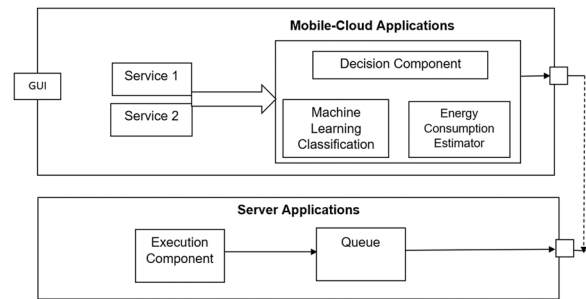 Mobile-Cloud Applications
GUI
Service 1
Service 2
Decision Component
Machine
Learning
Classification
Energy
Consumption
Estimator
Server Applications
Execution
Component
Queue